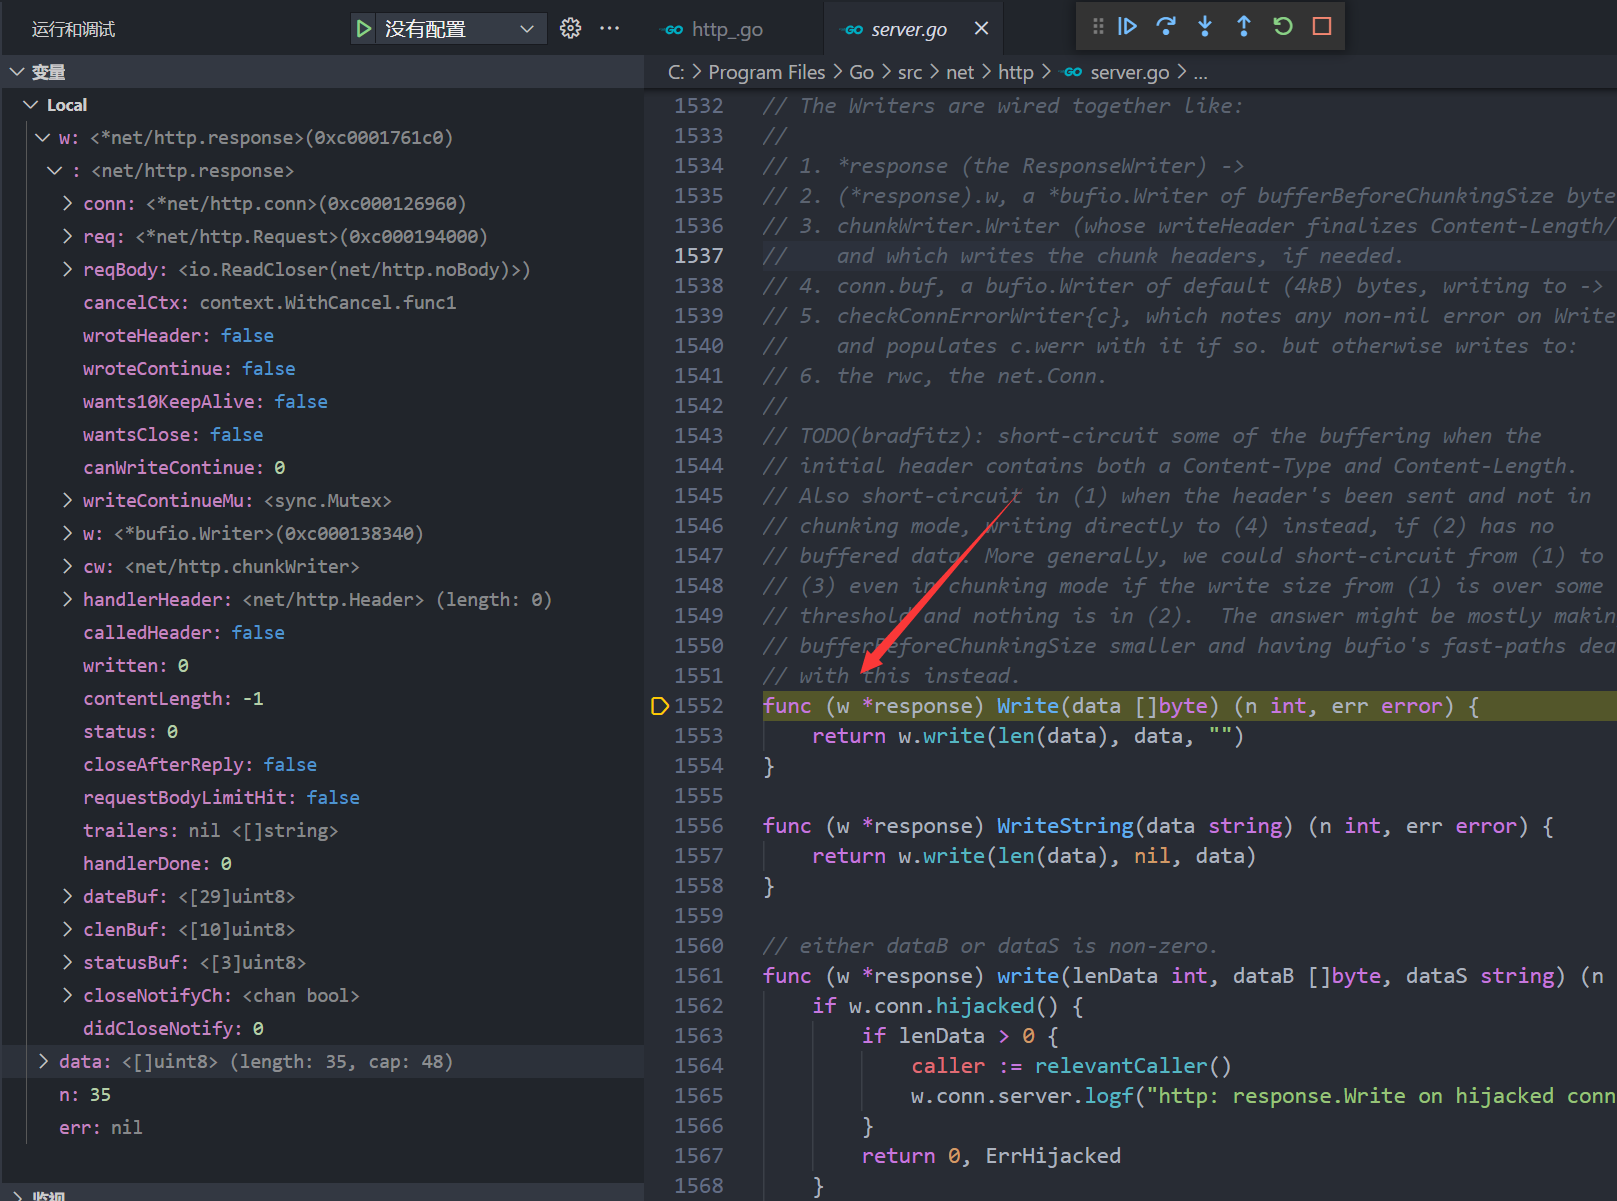 运行和调试
没有配置
变量
Local
w: <*net/http.response>(0xc0001761c0)
: <net/http.response>
conn: <*net/http.conn>(0xc000126960)
req: <*net/http.Request>(0xc000194000)
reqBody: <io.ReadCloser(net/http.noBody)>)
cancelCtx: context.WithCancel.func1
wroteHeader: false
wroteContinue: false
wants10KeepAlive: false
wantsClose: false
canWriteContinue: 0
writeContinueMu: <sync.Mutex>
w: <*bufio.Writer>(0xc000138340)
cw: <net/http.chunkWriter>
handlerHeader: <net/http.Header> (length: 0)
calledHeader: false
written: 0
contentLength: -1
status: 0
closeAfterReply: false
requestBodyLimitHit: false
trailers: nil <[]string>
handlerDone: 0
dateBuf: <[29]uint8>
clenBuf: <[10]uint8>
statusBuf: <[3]uint8>
closeNotifyCh: <chan bool>
didCloseNotify: 0
data: <[]uint8> (length: 35, cap: 48)
n: 35
err: nil
监视
GO http_.go
GO server.go
C: > Program Files > Go > src > net > http > GO server.go > ...
1532 // The Writers are wired together like:
1533 //
1534 // 1. *response (the ResponseWriter) ->
1535 // 2. (*response).w, a *bufio.Writer of bufferBeforeChunkingSize byte
1536 // 3. chunkWriter.Writer (whose writeHeader finalizes Content-Length/
1537 //    and which writes the chunk headers, if needed.
1538 // 4. conn.buf, a bufio.Writer of default (4kB) bytes, writing to ->
1539 // 5. checkConnErrorWriter{c}, which notes any non-nil error on Write
1540 //    and populates c.werr with it if so. but otherwise writes to:
1541 // 6. the rwc, the net.Conn.
1542 //
1543 // TODO(bradfitz): short-circuit some of the buffering when the
1544 // initial header contains both a Content-Type and Content-Length.
1545 // Also short-circuit in (1) when the header's been sent and not in
1546 // chunking mode, writing directly to (4) instead, if (2) has no
1547 // buffered data. More generally, we could short-circuit from (1) to
1548 // (3) even in chunking mode if the write size from (1) is over some
1549 // threshold and nothing is in (2).  The answer might be mostly makin
1550 // bufferBeforeChunkingSize smaller and having bufio's fast-paths dea
1551 // with this instead.
1552 func (w *response) Write(data []byte) (n int, err error) {
1553     return w.write(len(data), data, "")
1554 }
1555
1556 func (w *response) WriteString(data string) (n int, err error) {
1557     return w.write(len(data), nil, data)
1558 }
1559
1560 // either dataB or dataS is non-zero.
1561 func (w *response) write(lenData int, dataB []byte, dataS string) (n
1562     if w.conn.hijacked() {
1563         if lenData > 0 {
1564             caller := relevantCaller()
1565             w.conn.server.logf("http: response.Write on hijacked conn
1566         }
1567         return 0, ErrHijacked
1568     }